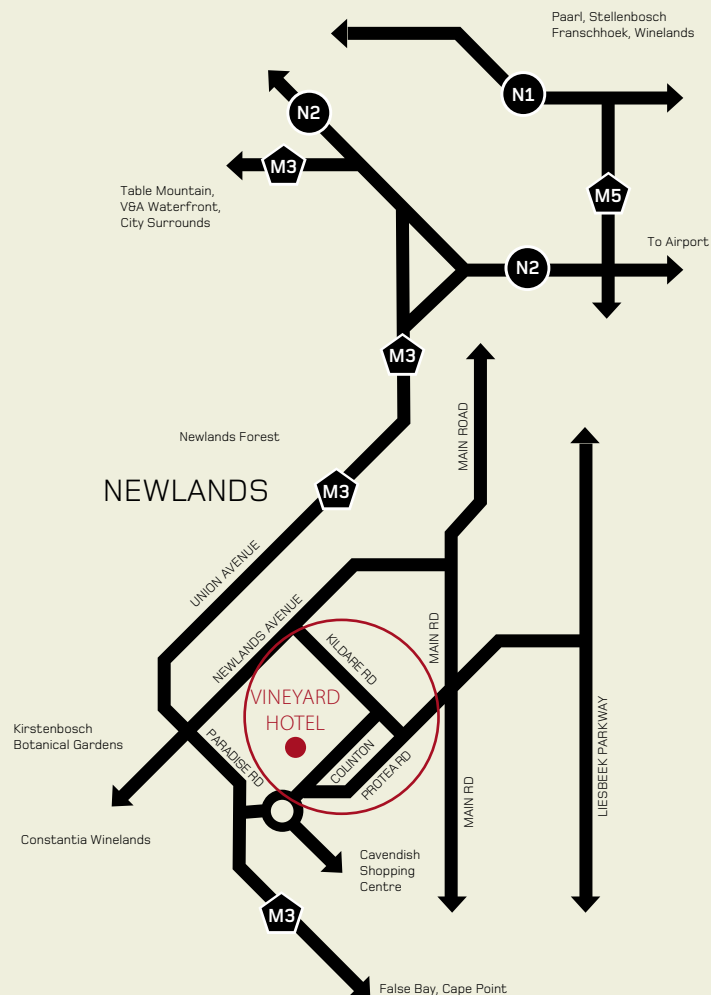 Paarl, Stellenbosch
Franschhoek, Winelands
N1
N2
M3
M5
Table Mountain,
V&A Waterfront,
City Surrounds
To Airport
N2
M3
Newlands Forest
MAIN ROAD
NEWLANDS
M3
UNION AVENUE
NEWLANDS AVENUE
KILDARE RD
MAIN RD
VINEYARD
HOTEL
Kirstenbosch
Botanical Gardens
PARADISE RD
COLINTON
PROTEA RD
MAIN RD
LIESBEEK PARKWAY
Constantia Winelands
Cavendish
Shopping
Centre
M3
False Bay, Cape Point